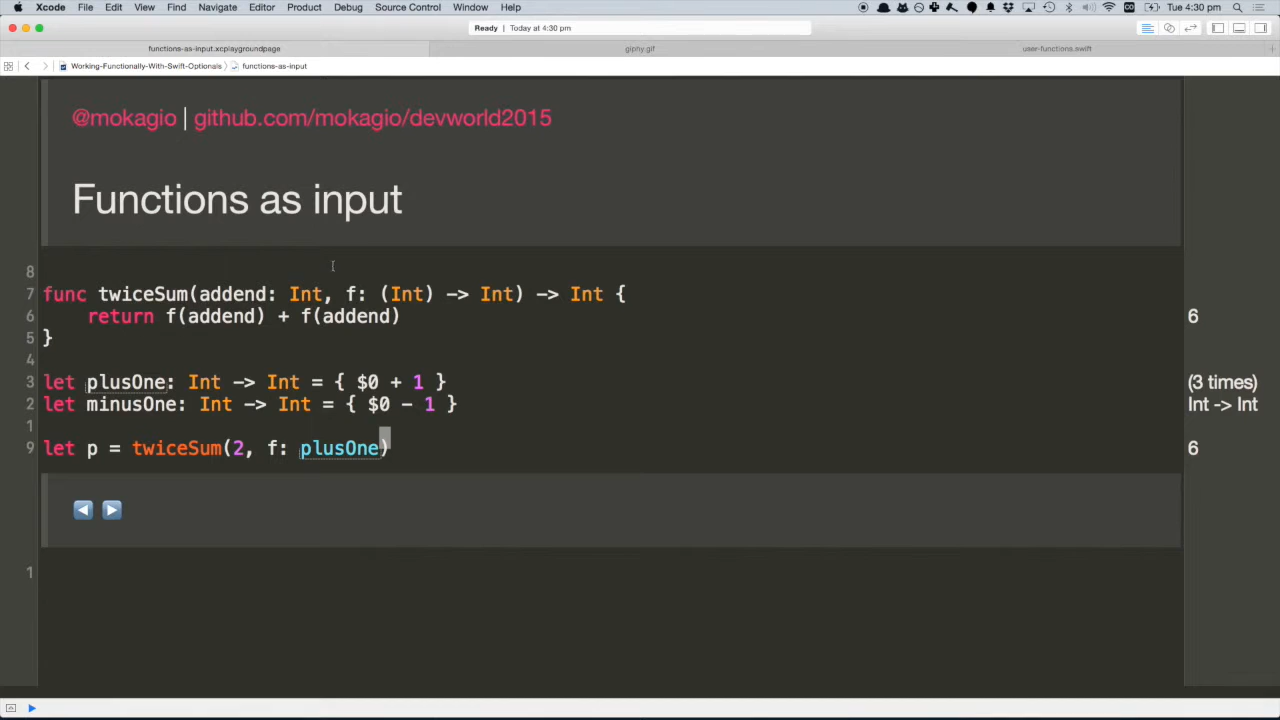 Xcode File Edit View Find Navigate Editor Product Debug Source Control Window Help Tue 4:30 pm
Ready | Today at 4:30 pm
functions-as-input.xcplaygroundpage giphy.gif user-functions.swift
Working-Functionally-With-Swift-Optionals functions-as-input
@mokagio | github.com/mokagio/devworld2015
Functions as input
8
7 func twiceSum(addend: Int, f: (Int) -> Int) -> Int {
6 return f(addend) + f(addend) 6
5 }
4
3 let plusOne: Int -> Int = { $0 + 1 } (3 times)
2 let minusOne: Int -> Int = { $0 - 1 } Int -> Int
1
9 let p = twiceSum(2, f: plusOne) 6
1